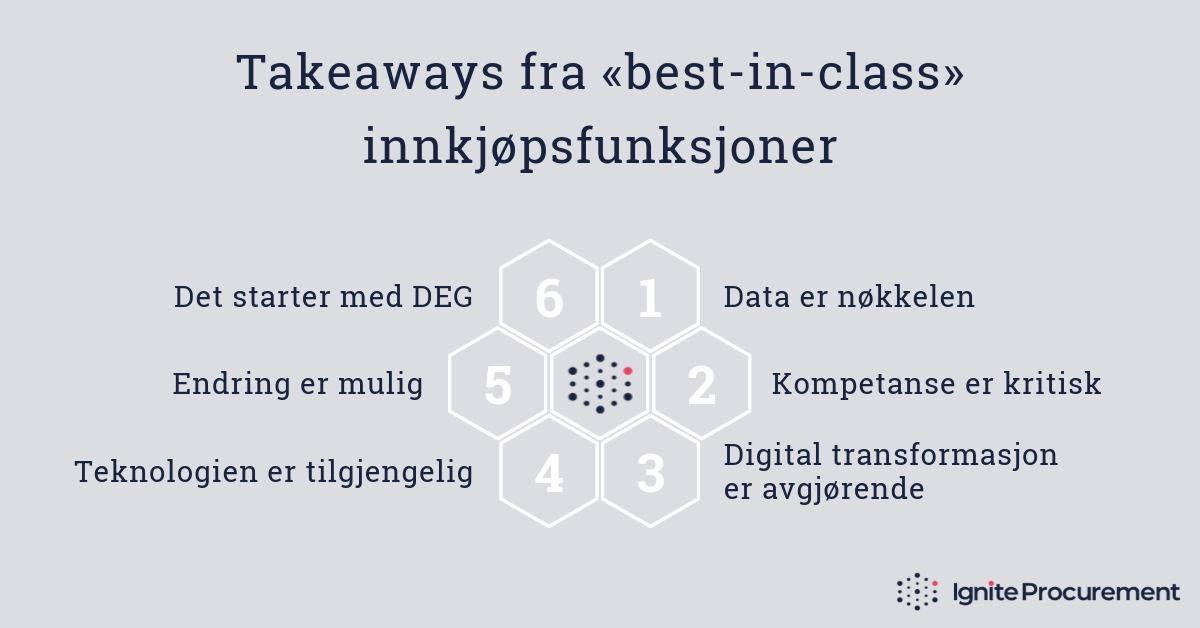 Takeaways fra «best-in-class»
innkjøpsfunksjoner
Det starter med DEG
6
1
Data er nøkkelen
Endring er mulig
5
2
Kompetanse er kritisk
Teknologien er tilgjengelig
4
3
Digital transformasjon
er avgjørende
Ignite Procurement